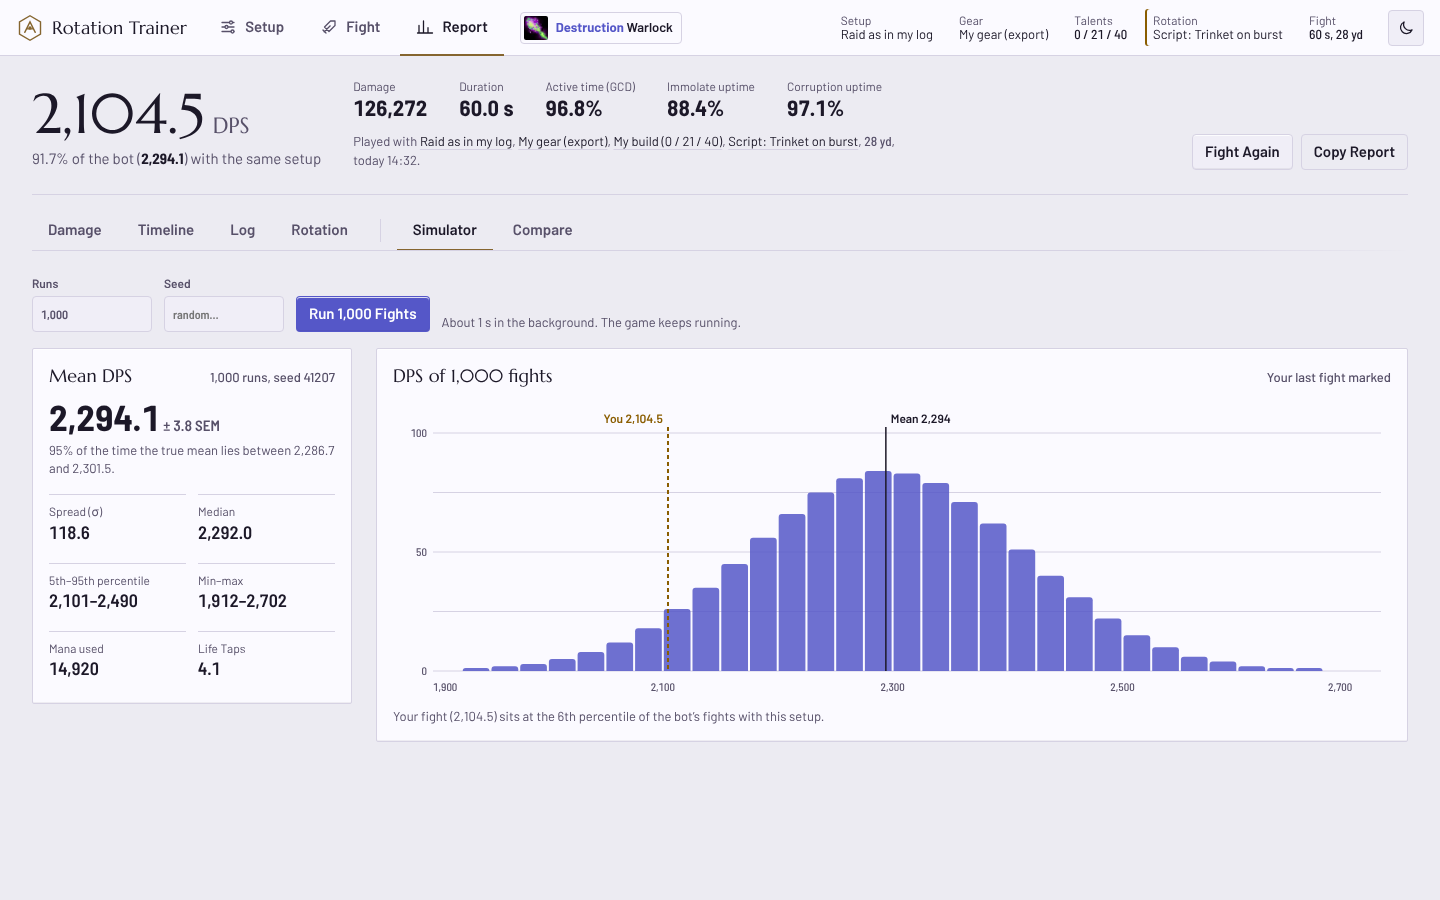 Rotation Trainer
Setup
Fight
Report
Destruction Warlock
Setup
Raid as in my log
Gear
My gear (export)
Talents
0 / 21 / 40
Rotation
Script: Trinket on burst
Fight
60 s, 28 yd
2,104.5 DPS
91.7% of the bot (2,294.1) with the same setup
Damage
126,272
Duration
60.0 s
Active time (GCD)
96.8%
Immolate uptime
88.4%
Corruption uptime
97.1%
Played with Raid as in my log, My gear (export), My build (0 / 21 / 40), Script: Trinket on burst, 28 yd,
today 14:32.
Fight Again
Copy Report
Damage
Timeline
Log
Rotation
Simulator
Compare
Runs
1,000
Seed
random...
Run 1,000 Fights
About 1 s in the background. The game keeps running.
Mean DPS
1,000 runs, seed 41207
2,294.1 ± 3.8 SEM
95% of the time the true mean lies between 2,286.7
and 2,301.5.
Spread (σ)
118.6
Median
2,292.0
5th–95th percentile
2,101–2,490
Min–max
1,912–2,702
Mana used
14,920
Life Taps
4.1
DPS of 1,000 fights
Your last fight marked
You 2,104.5
Mean 2,294
100
50
0
1,900
2,100
2,300
2,500
2,700
Your fight (2,104.5) sits at the 6th percentile of the bot's fights with this setup.